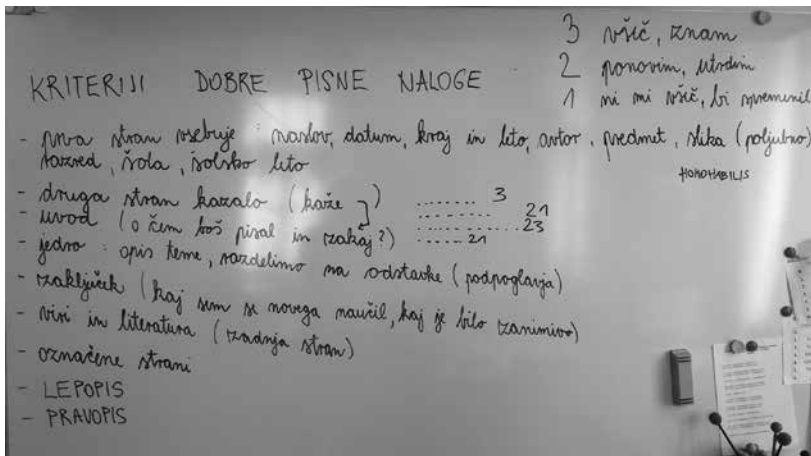 3 všič, znam
2 ponovim, utrdim
1 ni mi všič, bi spremenil
KRITERIJI DOBRE PISNE NALOGE
- prva stran vsebuje : naslov, datum, kraj in leto, avtor, predmet, slika (poljubno)
razred, šola, šolsko leto
HOMOHABILIS
- druga stran kazalo (kaže )
- uvod (o čem boš pisal in zakaj?)
....... 3
........ 21
......... 23
...... 21
- jedro : opis teme, razdelimo na odstavke (podpoglavja)
- zaključek (kaj sem se novega naučil, kaj je bilo zanimivo)
- viri in literatura (zadnja stran)
- označene strani
- LEPOPIS
- PRAVOPIS